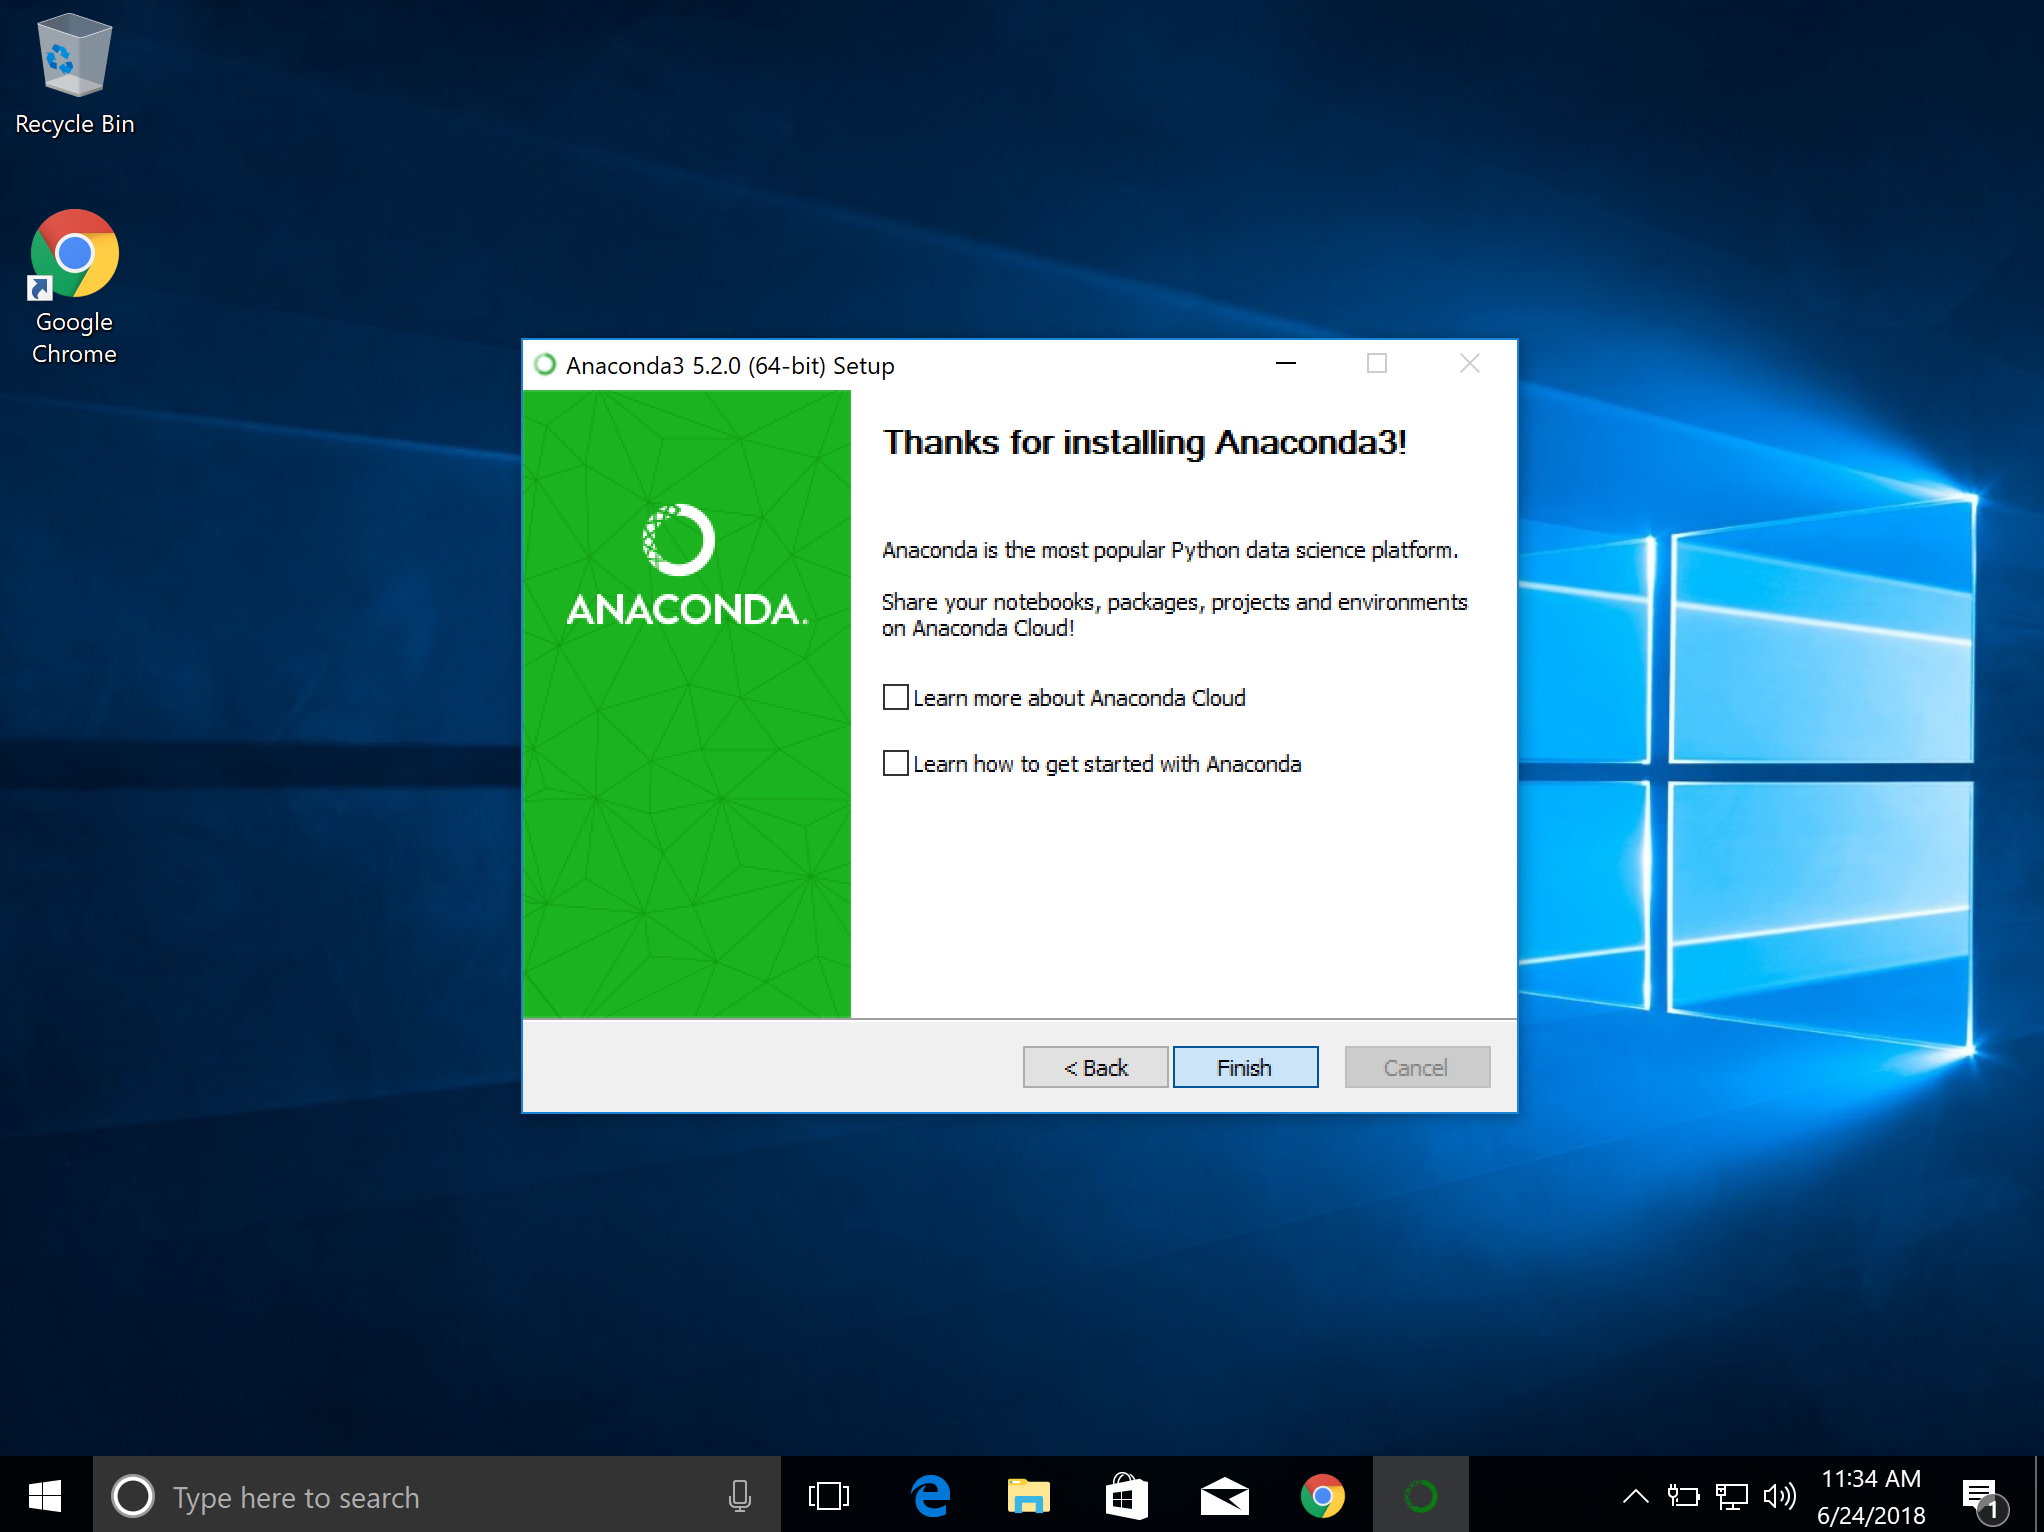 Recycle Bin
Google
Chrome
Anaconda3 5.2.0 (64-bit) Setup
ANANCONDA.
Thanks for installing Anaconda3!
Anaconda is the most popular Python data science platform.
Share your notebooks, packages, projects and environments
on Anaconda Cloud!
Learn more about Anaconda Cloud
Learn how to get started with Anaconda
< Back
Finish
Cancel
Type here to search
11:34 AM
6/24/2018
1